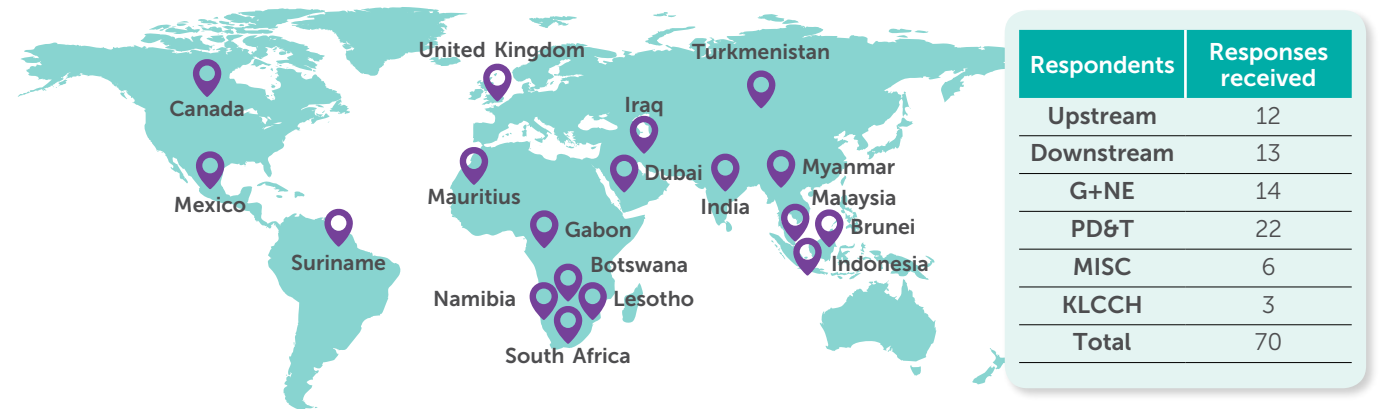 United Kingdom
Turkmenistan
Canada
Iraq
Mexico
Mauritius
Dubai
India
Myanmar
Malaysia
Suriname
Gabon
Brunei
Botswana
Indonesia
Namibia
Lesotho
South Africa
Respondents Responses received
Upstream 12
Downstream 13
G+NE 14
PD&T 22
MISC 6
KLCCH 3
Total 70